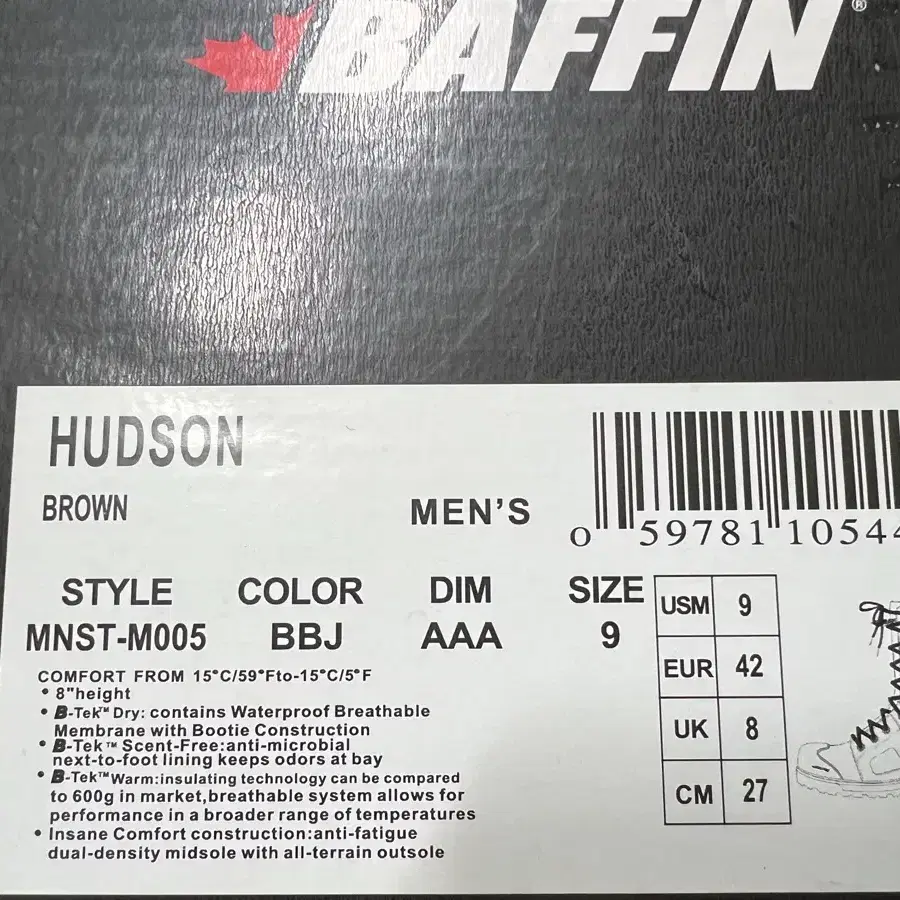 BAFFIN®
HUDSON
BROWN
MEN'S
0 59781 10544
STYLE COLOR DIM SIZE
MNST-M005 BBJ AAA 9
USM 9
EUR 42
UK 8
CM 27
COMFORT FROM 15°C/59°Fto-15°C/5°F
• 8"height
• B-Tek™ Dry: contains Waterproof Breathable
Membrane with Bootie Construction
• B-Tek™ Scent-Free:anti-microbial
next-to-foot lining keeps odors at bay
• B-Tek™Warm:insulating technology can be compared
to 600g in market,breathable system allows for
performance in a broader range of temperatures
• Insane Comfort construction:anti-fatigue
dual-density midsole with all-terrain outsole